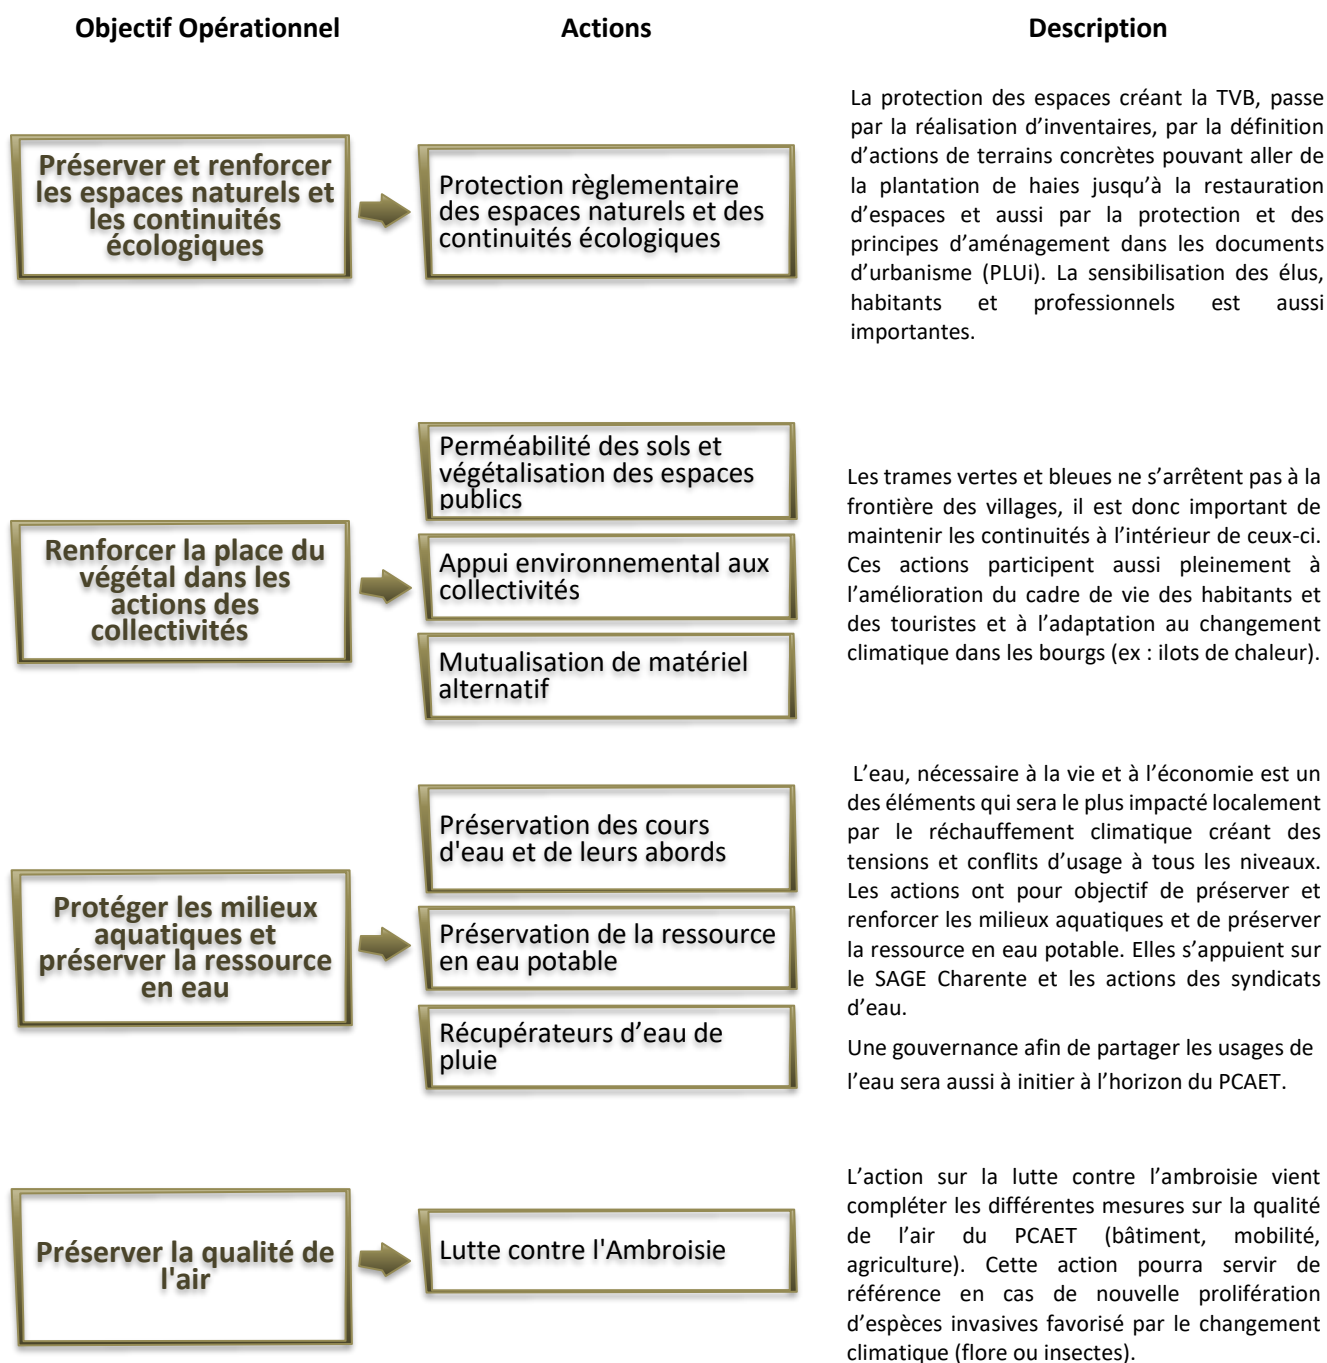 Objectif Opérationnel
Actions
Description
Préserver et renforcer
les espaces naturels et
les continuités
écologiques
Protection règlementaire
des espaces naturels et des
continuités écologiques
La protection des espaces créant la TVB, passe
par la réalisation d’inventaires, par la définition
d’actions de terrains concrètes pouvant aller de
la plantation de haies jusqu’à la restauration
d’espaces et aussi par la protection et des
principes d’aménagement dans les documents
d’urbanisme (PLUi). La sensibilisation des élus,
habitants et professionnels est aussi
importantes.
Renforcer la place du
végétal dans les
actions des
collectivités
Perméabilité des sols et
végétalisation des espaces
publics
Appui environnemental aux
collectivités
Mutualisation de matériel
alternatif
Les trames vertes et bleues ne s’arrêtent pas à la
frontière des villages, il est donc important de
maintenir les continuités à l’intérieur de ceux-ci.
Ces actions participent aussi pleinement à
l’amélioration du cadre de vie des habitants et
des touristes et à l’adaptation au changement
climatique dans les bourgs (ex : ilots de chaleur).
Protéger les milieux
aquatiques et
préserver la ressource
en eau
Préservation des cours
d'eau et de leurs abords
Préservation de la ressource
en eau potable
Récupérateurs d’eau de
pluie
L’eau, nécessaire à la vie et à l’économie est un
des éléments qui sera le plus impacté localement
par le réchauffement climatique créant des
tensions et conflits d’usage à tous les niveaux.
Les actions ont pour objectif de préserver et
renforcer les milieux aquatiques et de préserver
la ressource en eau potable. Elles s’appuient sur
le SAGE Charente et les actions des syndicats
d’eau.
Une gouvernance afin de partager les usages de
l’eau sera aussi à initier à l’horizon du PCAET.
Préserver la qualité de
l'air
Lutte contre l'Ambroisie
L’action sur la lutte contre l’ambroisie vient
compléter les différentes mesures sur la qualité
de l’air du PCAET (bâtiment, mobilité,
agriculture). Cette action pourra servir de
référence en cas de nouvelle prolifération
d’espèces invasives favorisé par le changement
climatique (flore ou insectes).